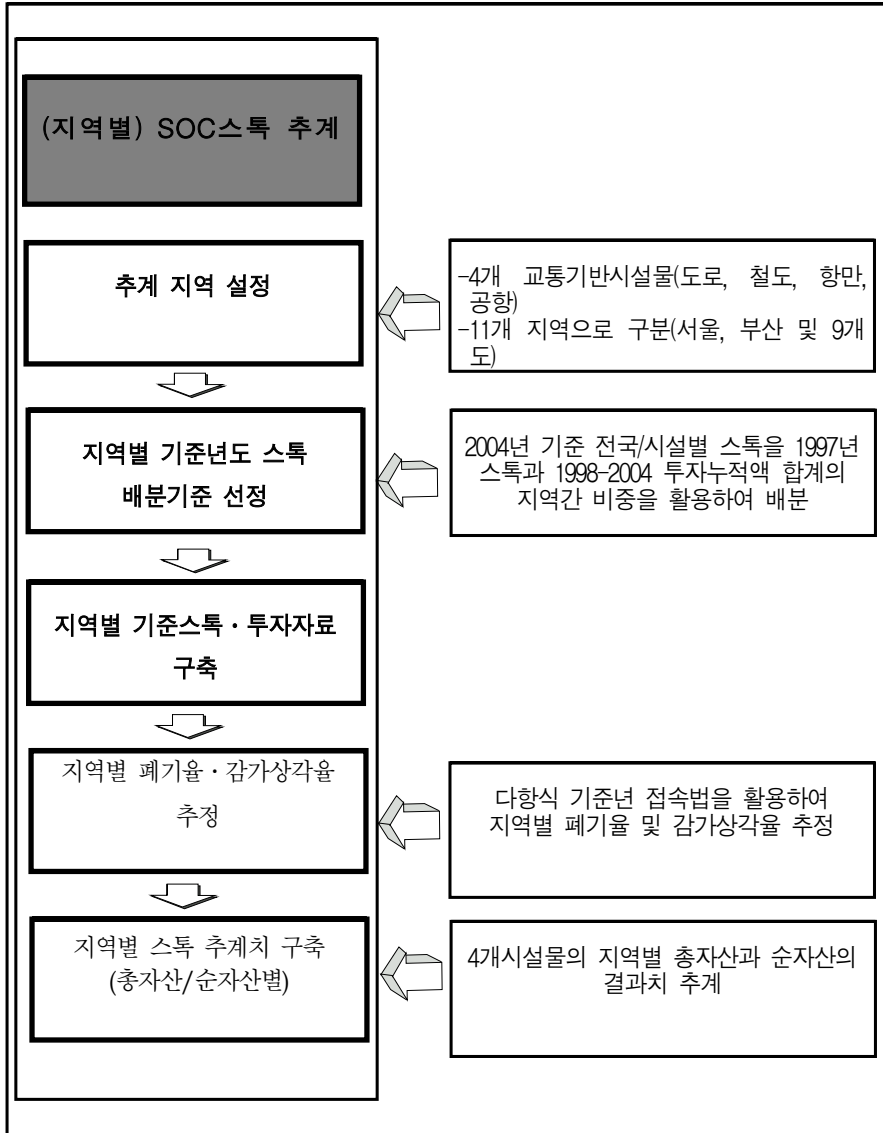 (지역별) SOC스톡 추계
추계 지역 설정
-4개 교통기반시설물(도로, 철도, 항만,
공항)
-11개 지역으로 구분(서울, 부산 및 9개
도)
지역별 기준년도 스톡
배분기준 선정
2004년 기준 전국/시설별 스톡을 1997년
스톡과 1998-2004 투자누적액 합계의
지역간 비중을 활용하여 배분
지역별 기준스톡·투자자료
구축
지역별 폐기율·감가상각율
추정
다항식 기준년 접속법을 활용하여
지역별 폐기율 및 감가상각율 추정
지역별 스톡 추계치 구축
(총자산/순자산별)
4개시설물의 지역별 총자산과 순자산의
결과치 추계